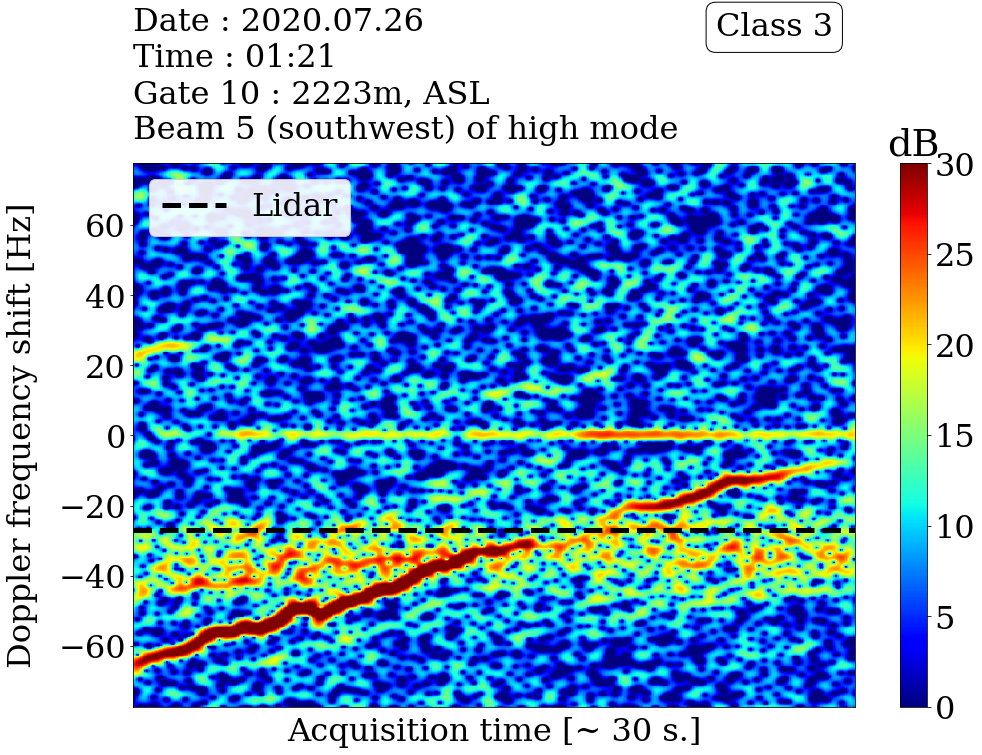 Date : 2020.07.26
Class 3
Time : 01:21
Gate 10 : 2223m, ASL
Beam 5 (southwest) of high mode
dB
Lidar
Doppler frequency shift [Hz]
60
40
20
0
−20
−40
−60
30
25
20
15
10
5
0
Acquisition time [~ 30 s.]